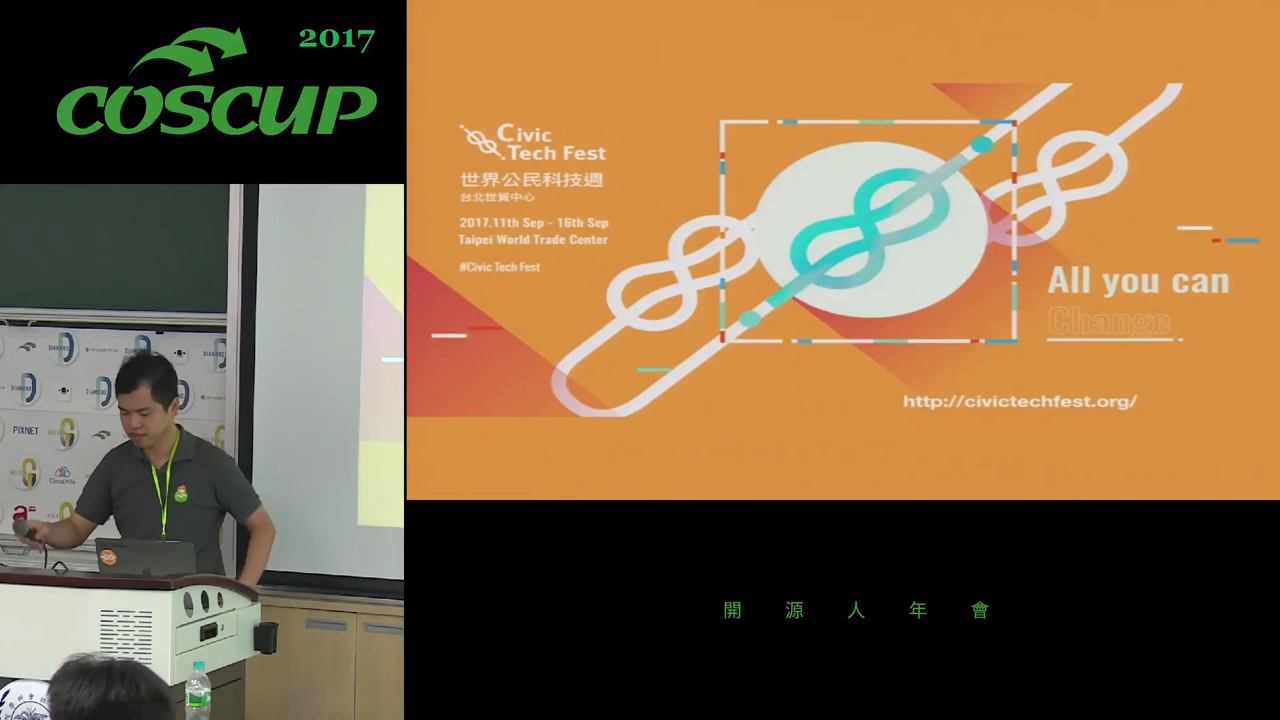 2017
COSCUP
Civic
Tech Fest
世界公民科技週
台北世貿中心
2017.11th Sep - 16th Sep
Taipei World Trade Center
#Civic Tech Fest
All you can
Change
http://civictechfest.org/
PIXNET
開源人年會